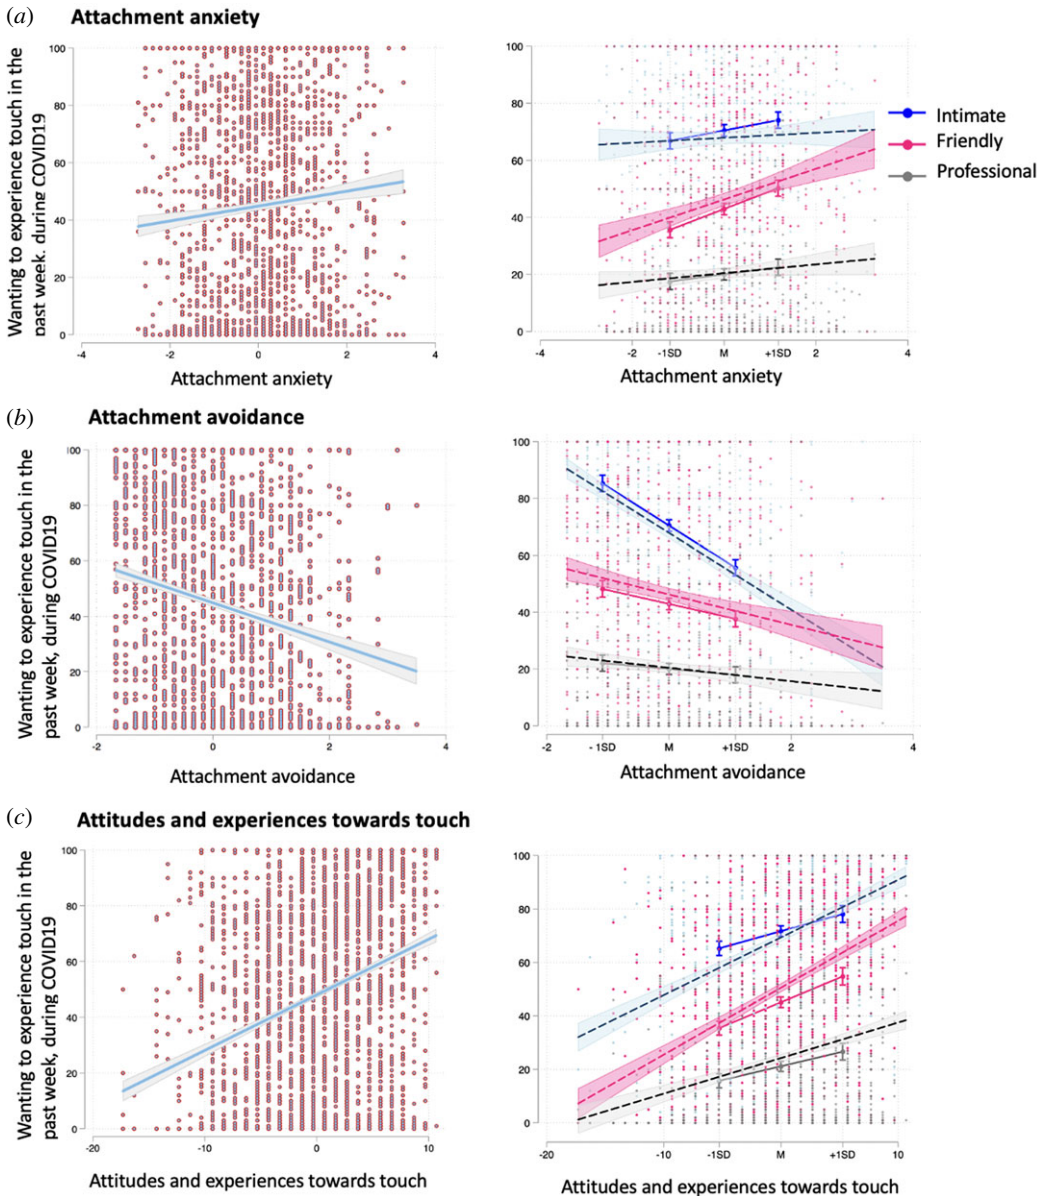 (a) Attachment anxiety
Wanting to experience touch in the
past week. during COVID19
100
80
60
40
20
0
-4 -2 0 2 4
Attachment anxiety
100
80
60
40
20
0
-4 -2 -1SD M +1SD 2 4
Attachment anxiety
Intimate
Friendly
Professional
(b) Attachment avoidance
Wanting to experience touch in the
past week, during COVID19
100
80
60
40
20
0
-2 0 2 4
Attachment avoidance
100
80
60
40
20
0
-2 - 1SD M +1SD 2 4
Attachment avoidance
(c) Attitudes and experiences towards touch
Wanting to experience touch in the
past week, during COVID19
100
80
60
40
20
0
-20 -10 0 10
Attitudes and experiences towards touch
100
80
60
40
20
0
-20 -10 -1SD M +1SD 10
Attitudes and experiences towards touch